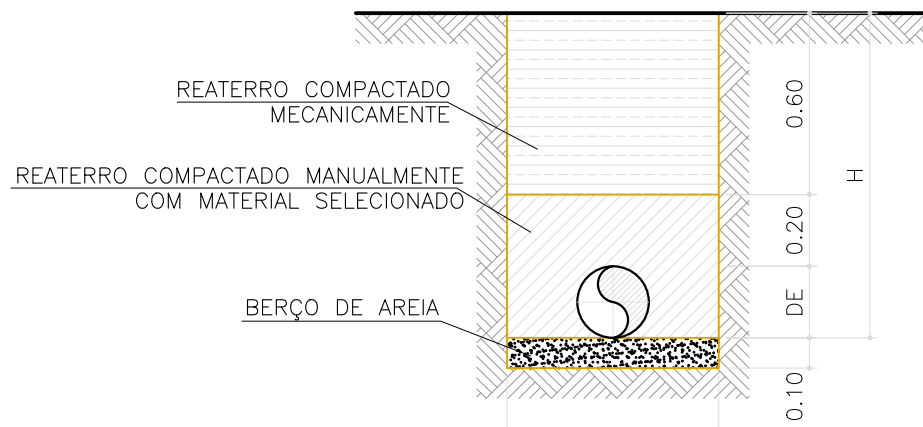 REATERRO COMPACTADO
MECANICAMENTE
REATERRO COMPACTADO MANUALMENTE
COM MATERIAL SELECIONADO
BERÇO DE AREIA
0.60
H
0.20
DE
0.10